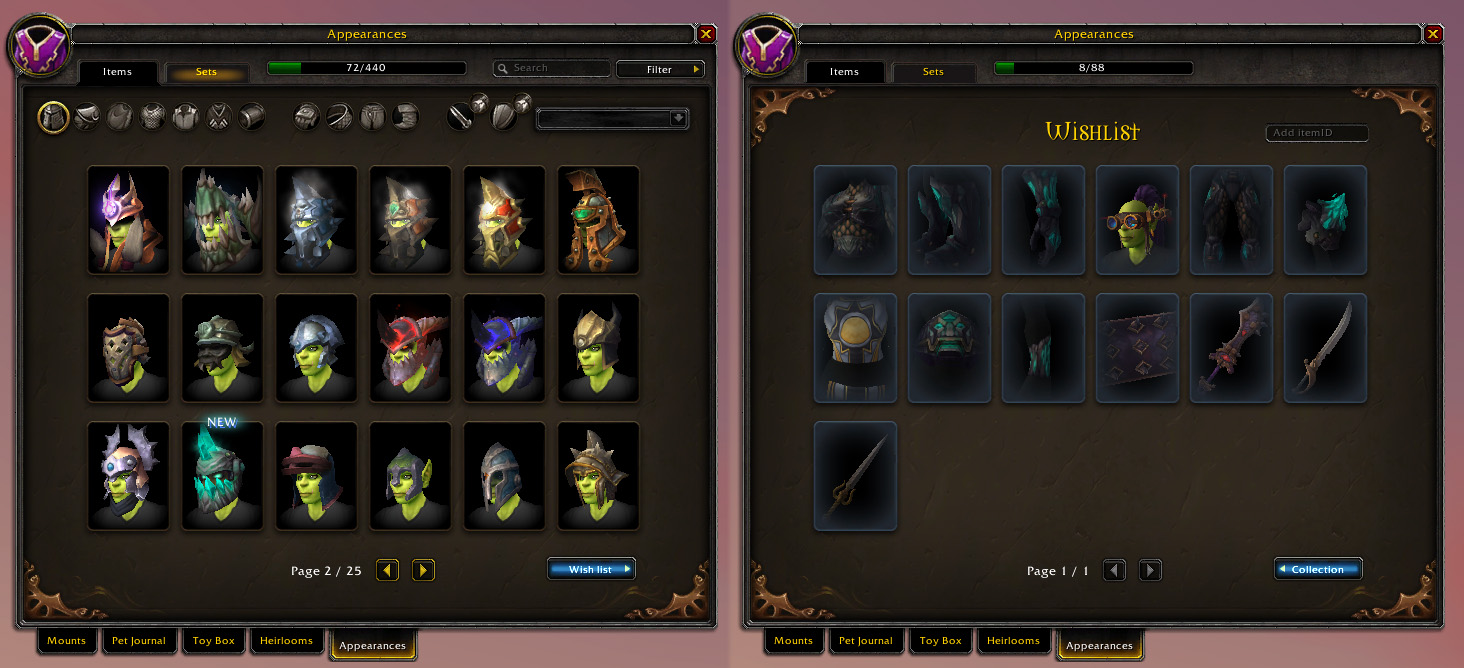 Appearances
Items
Sets
72/440
Search
Filter
NEW
Page 2 / 25
Wish list
Mounts
Pet Journal
Toy Box
Heirlooms
Appearances
Appearances
Items
Sets
8/88
Wishlist
Add itemID
Page 1 / 1
Collection
Mounts
Pet Journal
Toy Box
Heirlooms
Appearances